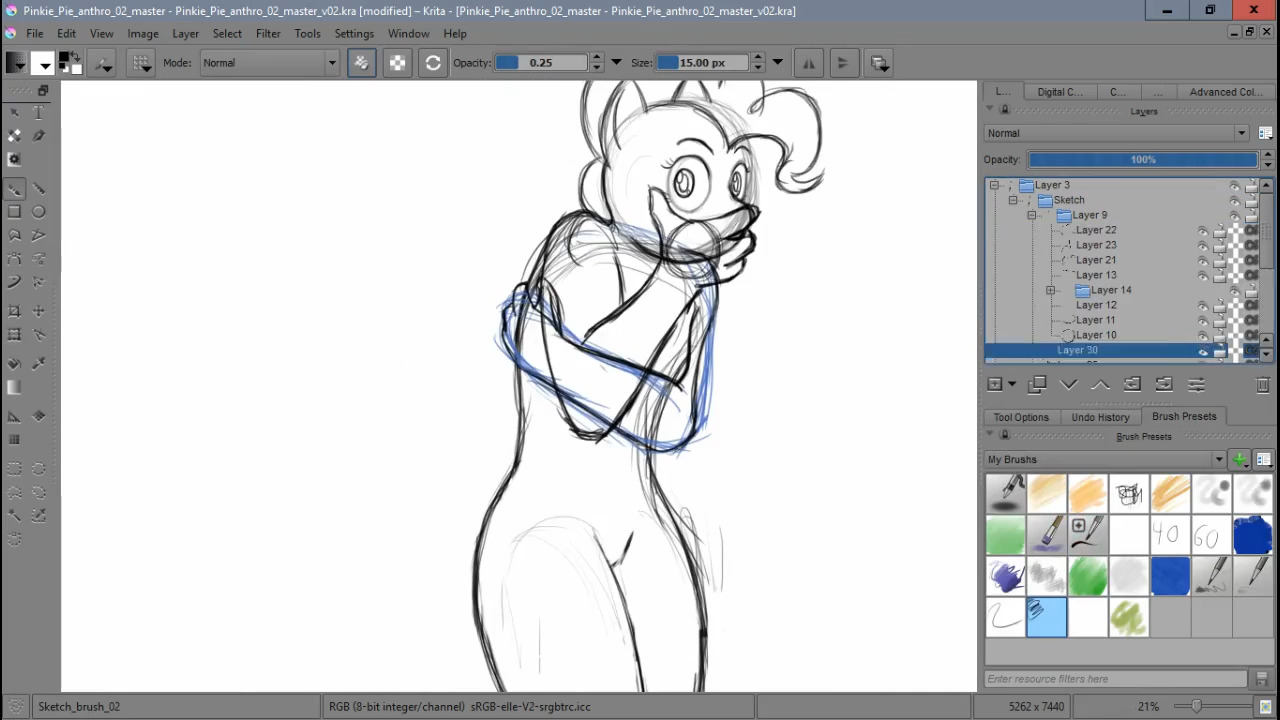 Pinkie_Pie_anthro_02_master - Pinkie_Pie_anthro_02_master_v02.kra [modified] – Krita - [Pinkie_Pie_anthro_02_master - Pinkie_Pie_anthro_02_master_v02.kra]
File Edit View Image Layer Select Filter Tools Settings Window Help
Mode: Normal Opacity: 0.25 Size: 15.00 px
L... Digital C... C... ... Advanced Col...
Layers
Normal
Opacity: 100%
Layer 3
Sketch
Layer 9
Layer 22
Layer 23
Layer 21
Layer 13
Layer 14
Layer 12
Layer 11
Layer 10
Layer 30
Tool Options Undo History Brush Presets
Brush Presets
My Brushes
40 60
Enter resource filters here
Sketch_brush_02 RGB (8-bit integer/channel) sRGB-elle-V2-srgbtrc.icc 5262 x 7440 21%